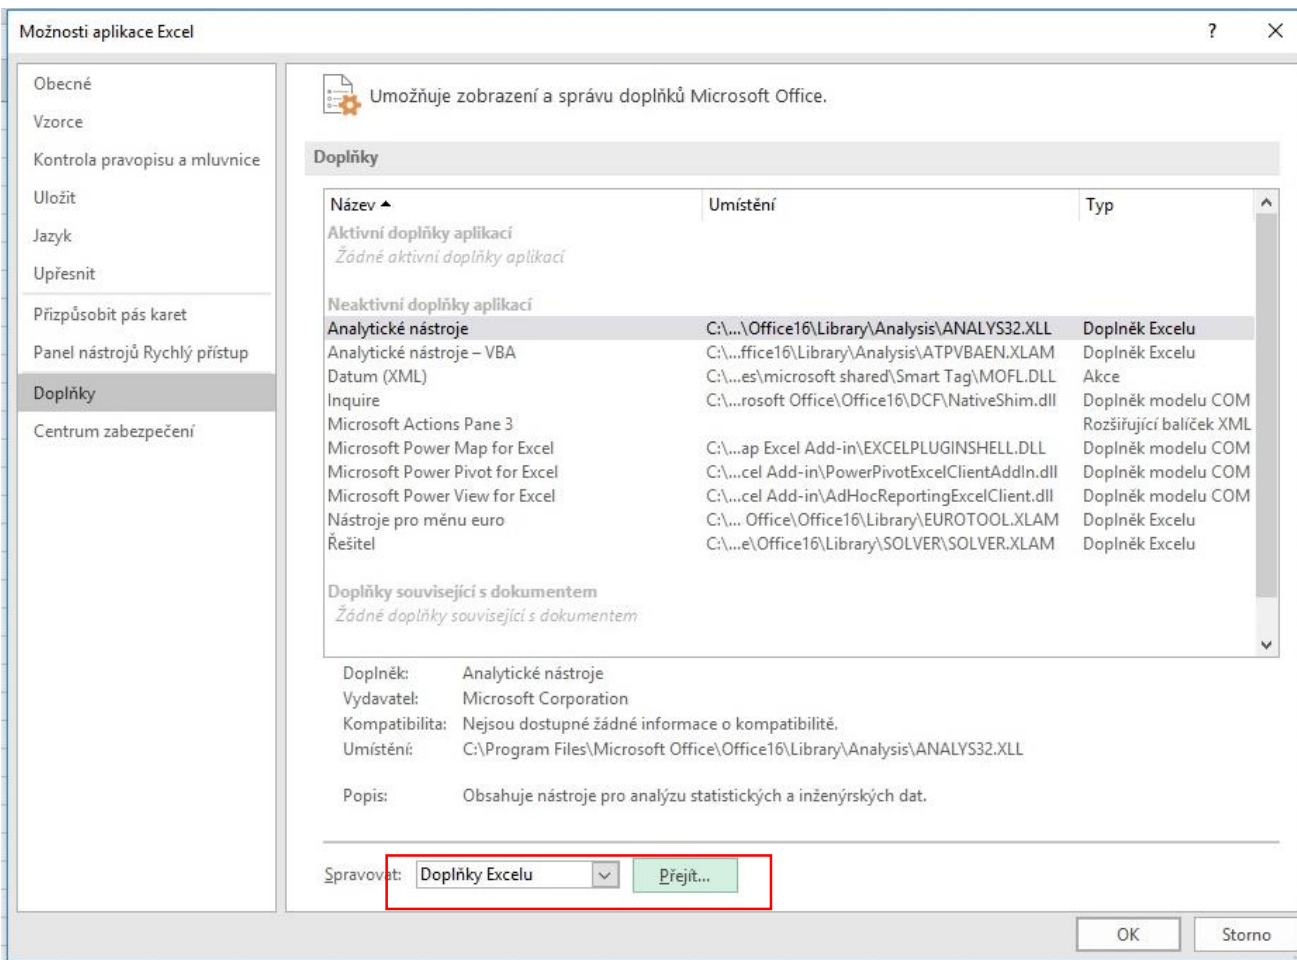 Možnosti aplikace Excel
Obecné
Vzorce
Kontrola pravopisu a mluvnice
Uložit
Jazyk
Upřesnit
Přizpůsobit pás karet
Panel nástrojů Rychlý přístup
Doplňky
Centrum zabezpečení
Umožňuje zobrazení a správu doplňků Microsoft Office.
Doplňky
Název Umístění Typ
Aktivní doplňky aplikací
Žádné aktivní doplňky aplikací
Neaktivní doplňky aplikací
Analytické nástroje C:\...\Office16\Library\Analysis\ANALYS32.XLL Doplněk Excelu
Analytické nástroje – VBA C:\...ffice16\Library\Analysis\ATPVBAEN.XLAM Doplněk Excelu
Datum (XML) C:\...es\microsoft shared\Smart Tag\MOFL.DLL Akce
Inquire C:\...rosoft Office\Office16\DCF\NativeShim.dll Doplněk modelu COM
Microsoft Actions Pane 3 Rozšiřující balíček XML
Microsoft Power Map for Excel C:\...ap Excel Add-in\EXCELPLUGINSHELL.DLL Doplněk modelu COM
Microsoft Power Pivot for Excel C:\...cel Add-in\PowerPivotExcelClientAddIn.dll Doplněk modelu COM
Microsoft Power View for Excel C:\...cel Add-in\AdHocReportingExcelClient.dll Doplněk modelu COM
Nástroje pro měnu euro C:\... Office\Office16\Library\EUROTOOL.XLAM Doplněk Excelu
Řešitel C:\...e\Office16\Library\SOLVER\SOLVER.XLAM Doplněk Excelu
Doplňky související s dokumentem
Žádné doplňky související s dokumentem
Doplněk: Analytické nástroje
Vydavatel: Microsoft Corporation
Kompatibilita: Nejsou dostupné žádné informace o kompatibilitě.
Umístění: C:\Program Files\Microsoft Office\Office16\Library\Analysis\ANALYS32.XLL
Popis: Obsahuje nástroje pro analýzu statistických a inženýrských dat.
Spravovat: Doplňky Excelu Přejít...
OK Storno